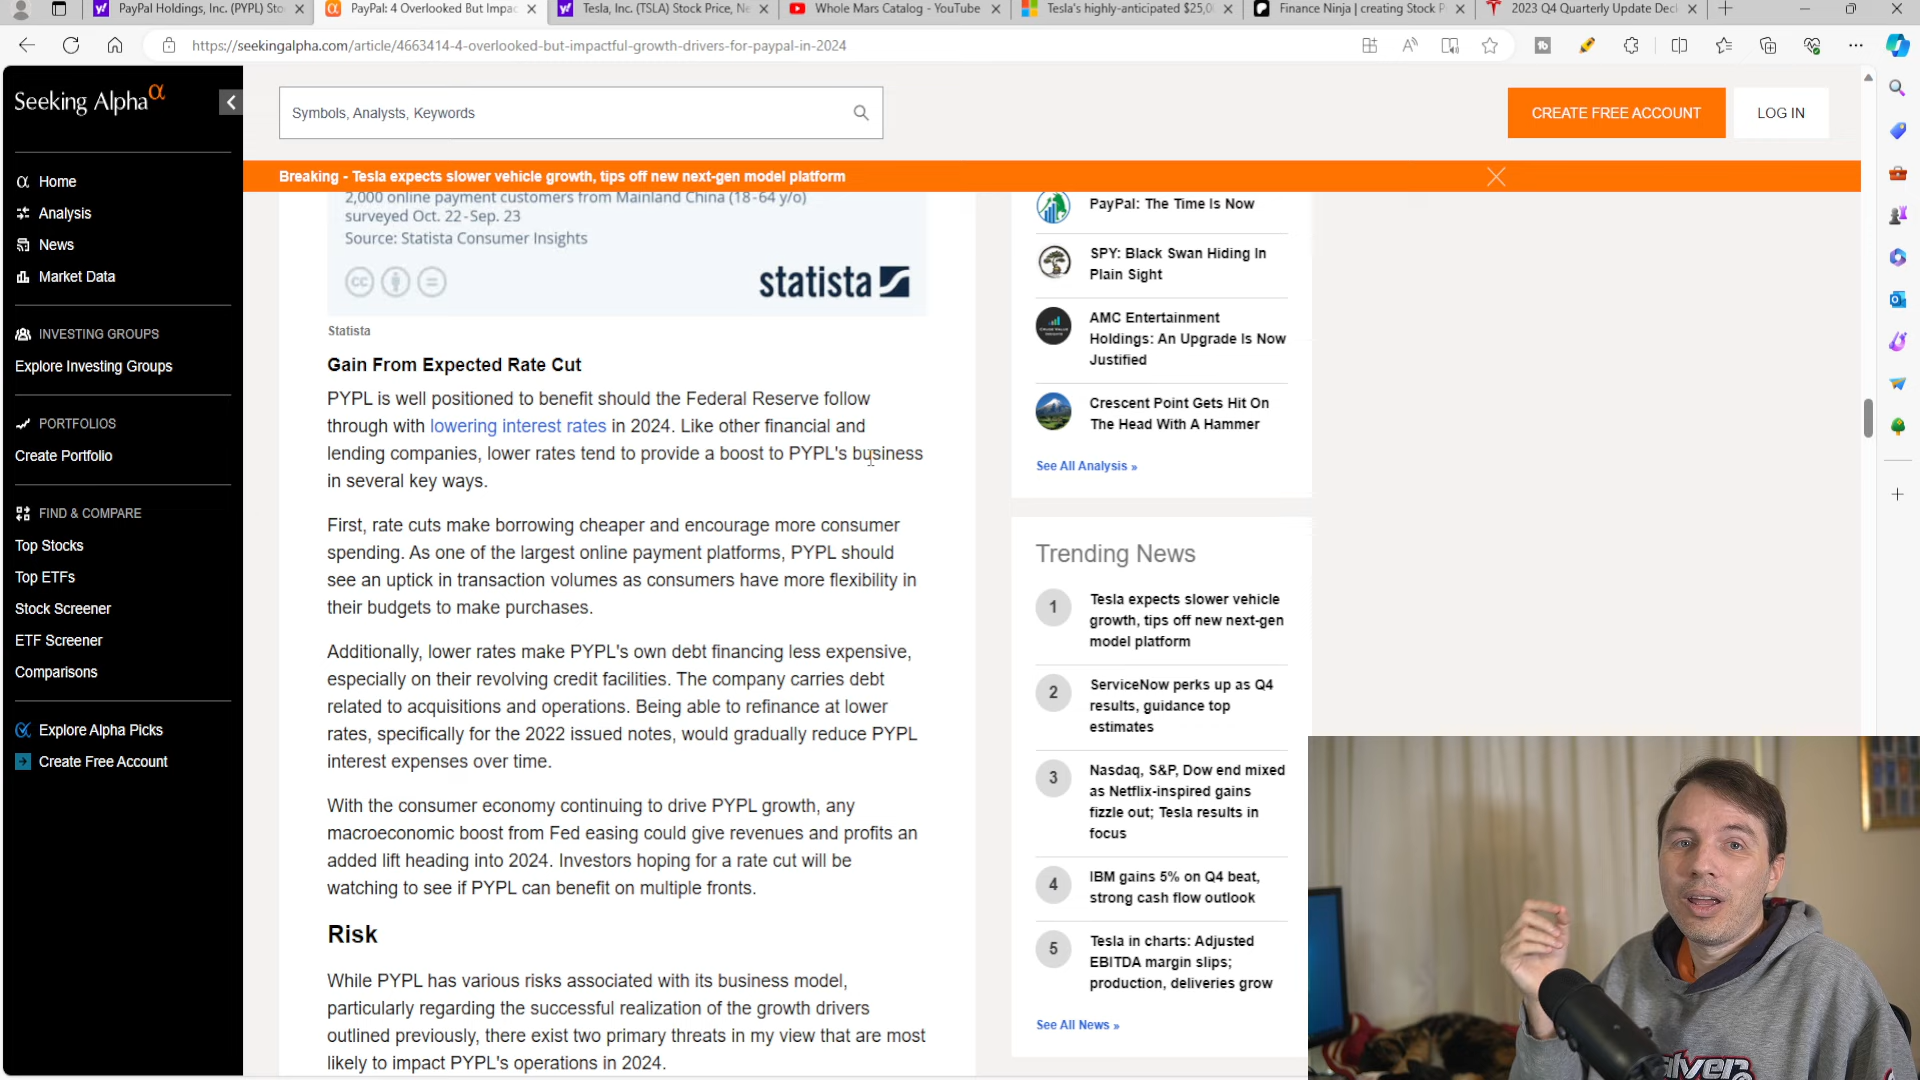 PayPal Holdings, Inc. (PYPL) Sto
PayPal: 4 Overlooked But Impac
Tesla, Inc. (TSLA) Stock Price, Ne
Whole Mars Catalog - YouTube
Tesla's highly-anticipated $25,0
Finance Ninja | creating Stock P
2023 Q4 Quarterly Update Deck
https://seekingalpha.com/article/4663414-4-overlooked-but-impactful-growth-drivers-for-paypal-in-2024
Seeking Alpha α
Symbols, Analysts, Keywords
CREATE FREE ACCOUNT
LOG IN
Breaking - Tesla expects slower vehicle growth, tips off new next-gen model platform
Home
Analysis
News
Market Data
INVESTING GROUPS
Explore Investing Groups
PORTFOLIOS
Create Portfolio
FIND & COMPARE
Top Stocks
Top ETFs
Stock Screener
ETF Screener
Comparisons
Explore Alpha Picks
Create Free Account
2,000 online payment customers from Mainland China (18-64 y/o)
surveyed Oct. 22-Sep. 23
Source: Statista Consumer Insights
statista
Statista
Gain From Expected Rate Cut
PYPL is well positioned to benefit should the Federal Reserve follow
through with lowering interest rates in 2024. Like other financial and
lending companies, lower rates tend to provide a boost to PYPL's business
in several key ways.
First, rate cuts make borrowing cheaper and encourage more consumer
spending. As one of the largest online payment platforms, PYPL should
see an uptick in transaction volumes as consumers have more flexibility in
their budgets to make purchases.
Additionally, lower rates make PYPL's own debt financing less expensive,
especially on their revolving credit facilities. The company carries debt
related to acquisitions and operations. Being able to refinance at lower
rates, specifically for the 2022 issued notes, would gradually reduce PYPL
interest expenses over time.
With the consumer economy continuing to drive PYPL growth, any
macroeconomic boost from Fed easing could give revenues and profits an
added lift heading into 2024. Investors hoping for a rate cut will be
watching to see if PYPL can benefit on multiple fronts.
Risk
While PYPL has various risks associated with its business model,
particularly regarding the successful realization of the growth drivers
outlined previously, there exist two primary threats in my view that are most
likely to impact PYPL's operations in 2024.
PayPal: The Time Is Now
SPY: Black Swan Hiding In
Plain Sight
AMC Entertainment
Holdings: An Upgrade Is Now
Justified
Crescent Point Gets Hit On
The Head With A Hammer
See All Analysis »
Trending News
1
Tesla expects slower vehicle
growth, tips off new next-gen
model platform
2
ServiceNow perks up as Q4
results, guidance top
estimates
3
Nasdaq, S&P, Dow end mixed
as Netflix-inspired gains
fizzle out; Tesla results in
focus
4
IBM gains 5% on Q4 beat,
strong cash flow outlook
5
Tesla in charts: Adjusted
EBITDA margin slips;
production, deliveries grow
See All News »